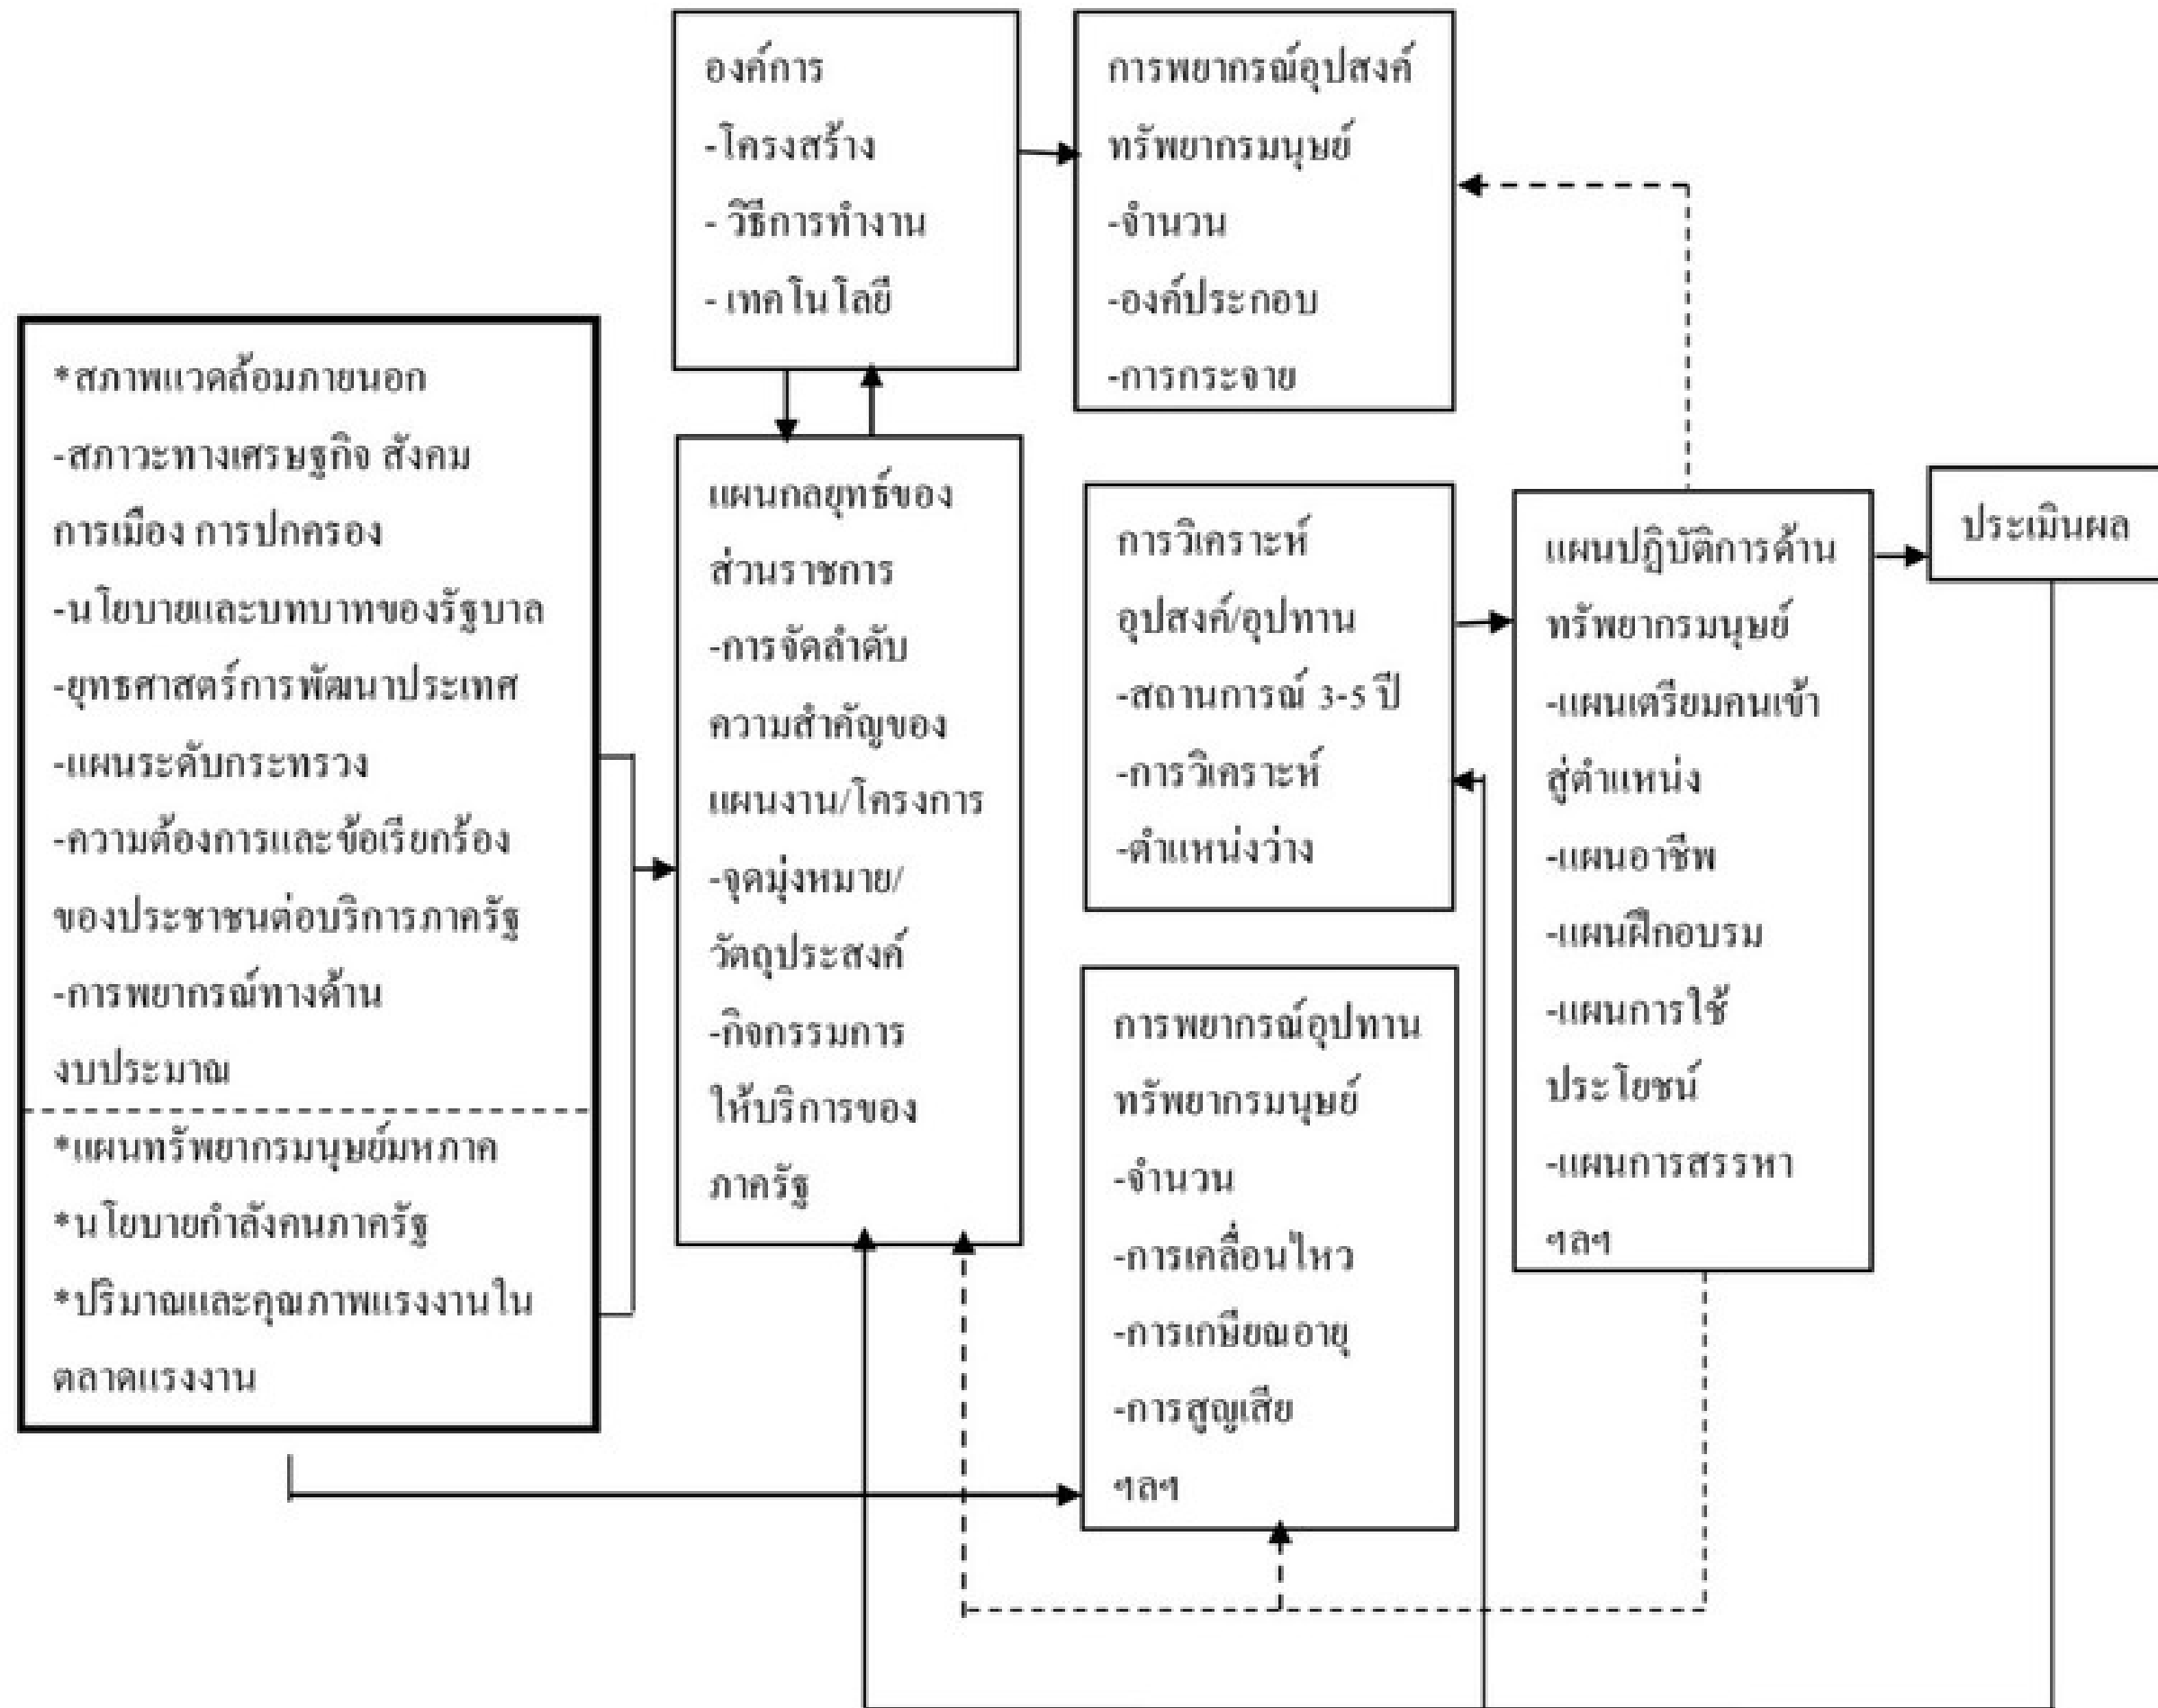 องค์การ
-โครงสร้าง
- วิธีการทำงาน
- เทคโนโลยี
การพยากรณ์อุปสงค์
ทรัพยากรมนุษย์
-จำนวน
-องค์ประกอบ
-การกระจาย
*สภาพแวดล้อมภายนอก
-สภาวะทางเศรษฐกิจ สังคม
การเมือง การปกครอง
-นโยบายและบทบาทของรัฐบาล
-ยุทธศาสตร์การพัฒนาประเทศ
-แผนระดับกระทรวง
-ความต้องการและข้อเรียกร้อง
ของประชาชนต่อบริการภาครัฐ
-การพยากรณ์ทางด้าน
งบประมาณ
*แผนทรัพยากรมนุษย์มหภาค
*นโยบายกำลังคนภาครัฐ
*ปริมาณและคุณภาพแรงงานใน
ตลาดแรงงาน
แผนกลยุทธ์ของ
ส่วนราชการ
-การจัดลำดับ
ความสำคัญของ
แผนงาน/โครงการ
-จุดมุ่งหมาย/
วัตถุประสงค์
-กิจกรรมการ
ให้บริการของ
ภาครัฐ
การวิเคราะห์
อุปสงค์/อุปทาน
-สถานการณ์ 3-5 ปี
-การวิเคราะห์
-ตำแหน่งว่าง
การพยากรณ์อุปทาน
ทรัพยากรมนุษย์
-จำนวน
-การเคลื่อนไหว
-การเกษียณอายุ
-การสูญเสีย
ฯลฯ
แผนปฏิบัติการด้าน
ทรัพยากรมนุษย์
-แผนเตรียมคนเข้า
สู่ตำแหน่ง
-แผนอาชีพ
-แผนฝึกอบรม
-แผนการใช้
ประโยชน์
-แผนการสรรหา
ฯลฯ
ประเมินผล